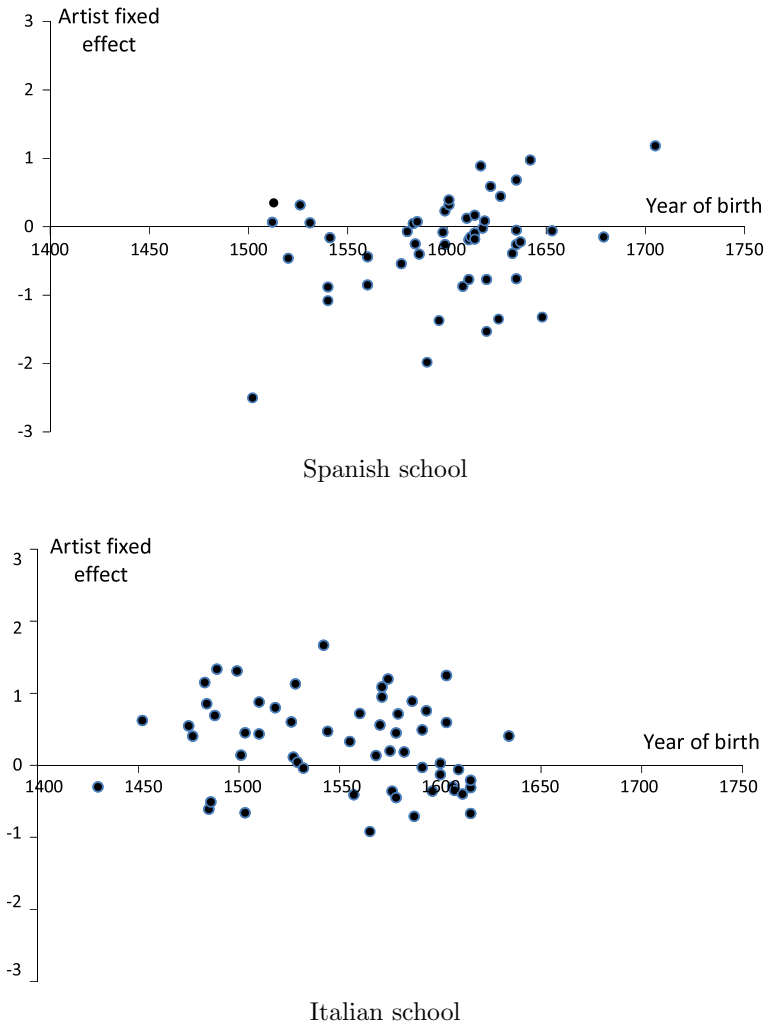 Artist fixed
effect
3
2
1
0
-1
-2
-3
Year of birth
1400 1450 1500 1550 1600 1650 1700 1750
Spanish school
Artist fixed
effect
3
2
1
0
-1
-2
-3
Year of birth
1400 1450 1500 1550 1600 1650 1700 1750
Italian school